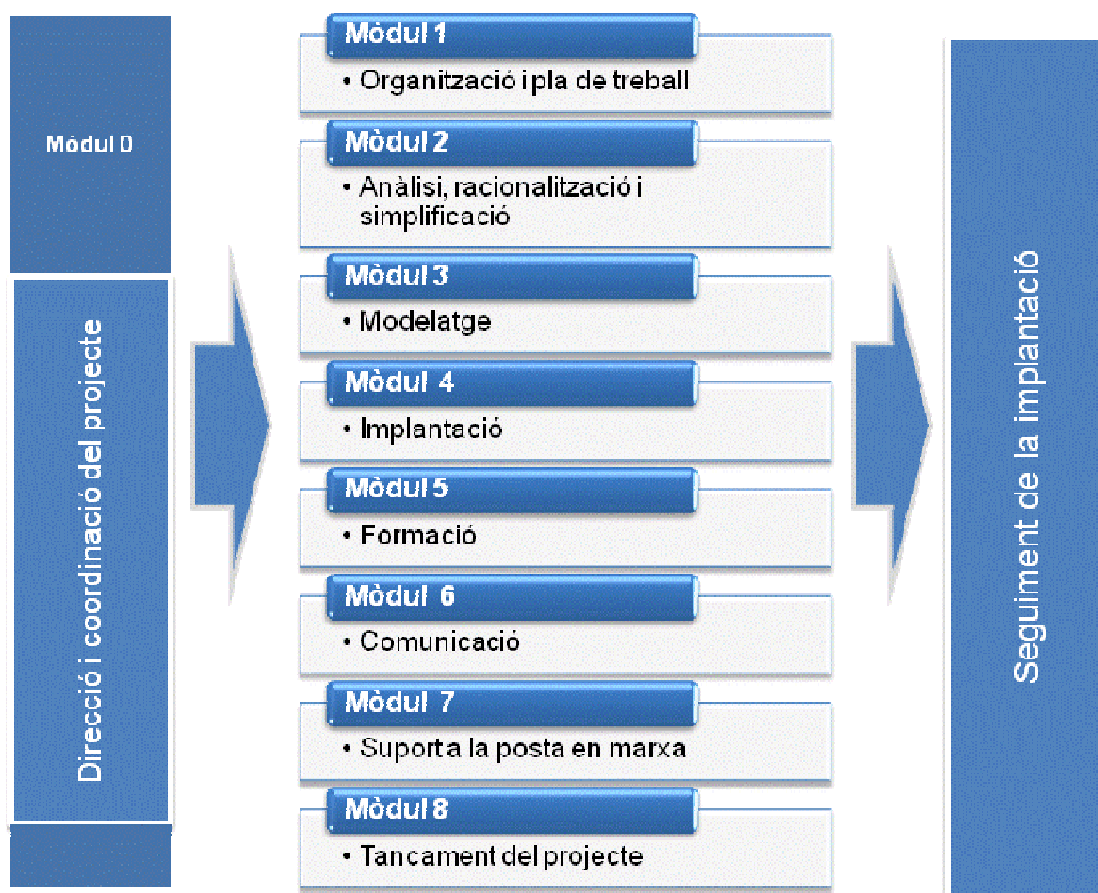 Mòdul 0
Direcció i coordinació del projecte
Mòdul 1
• Organització i pla de treball
Mòdul 2
• Anàlisi, racionalització i
simplificació
Mòdul 3
• Modelatge
Mòdul 4
• Implantació
Mòdul 5
• Formació
Mòdul 6
• Comunicació
Mòdul 7
• Suport a la posta en marxa
Mòdul 8
• Tancament del projecte
Seguiment de la implantació